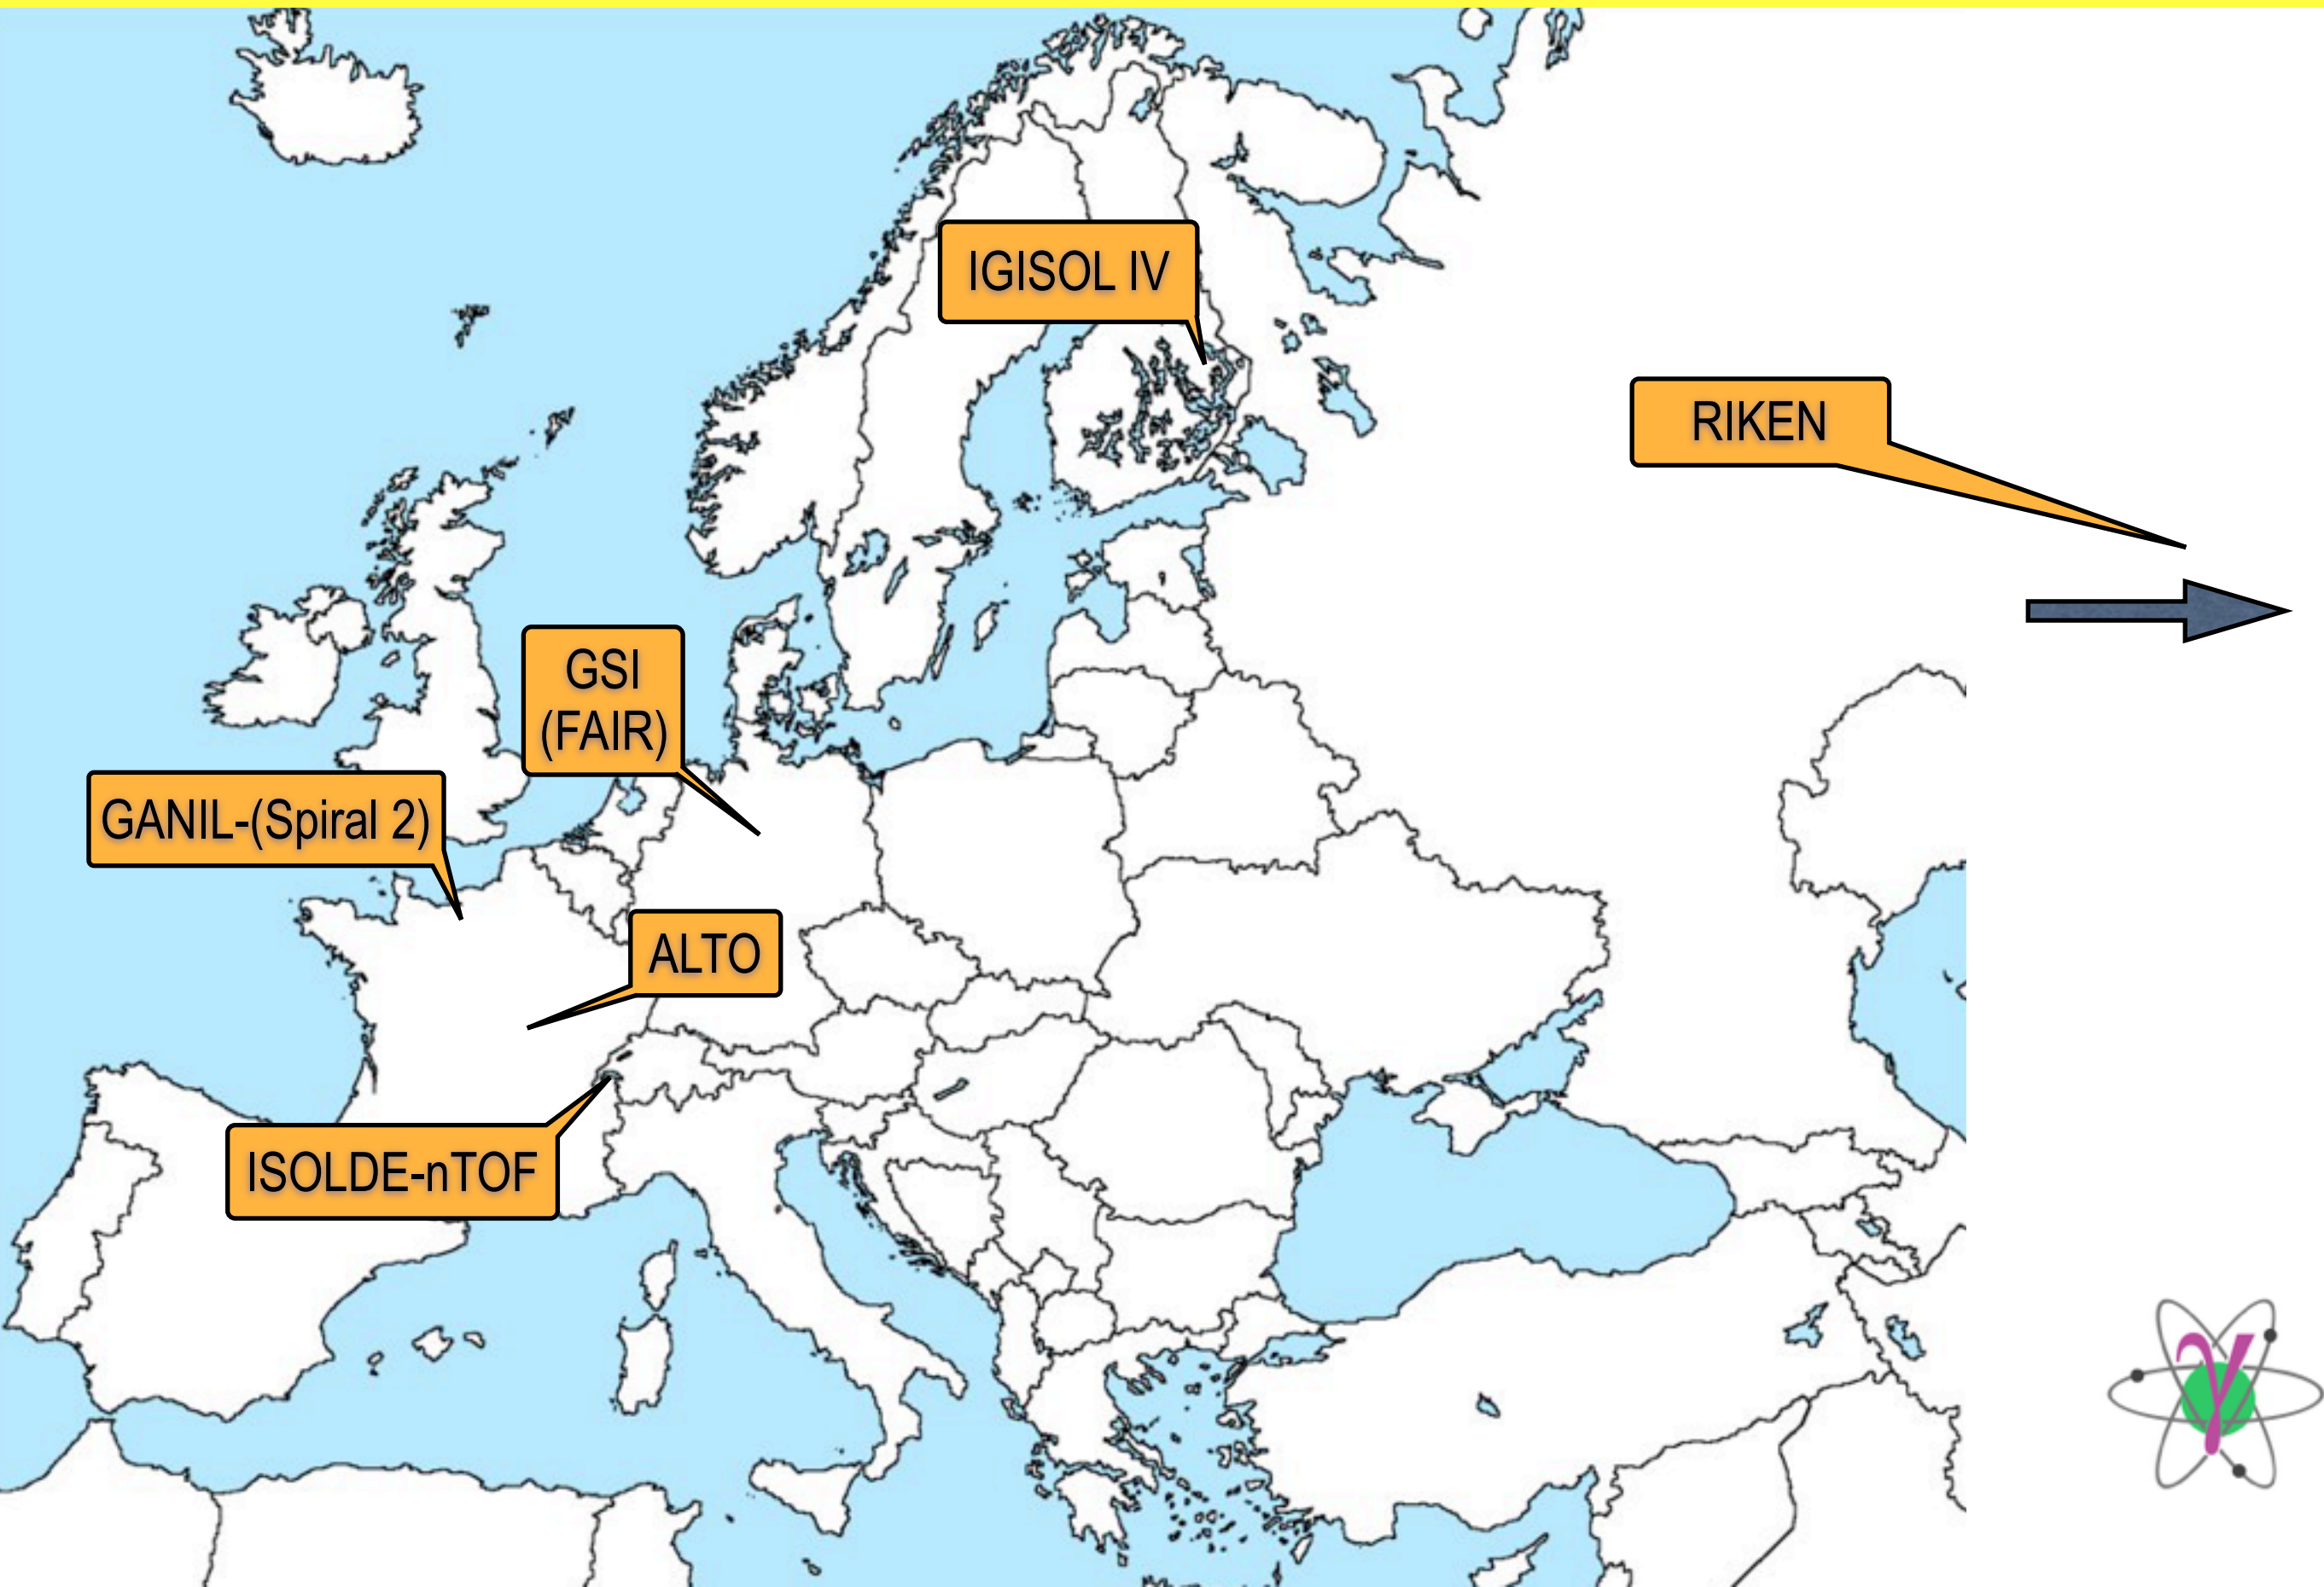 IGISOL IV
RIKEN
GSI
(FAIR)
GANIL-(Spiral 2)
ALTO
ISOLDE-nTOF
γ